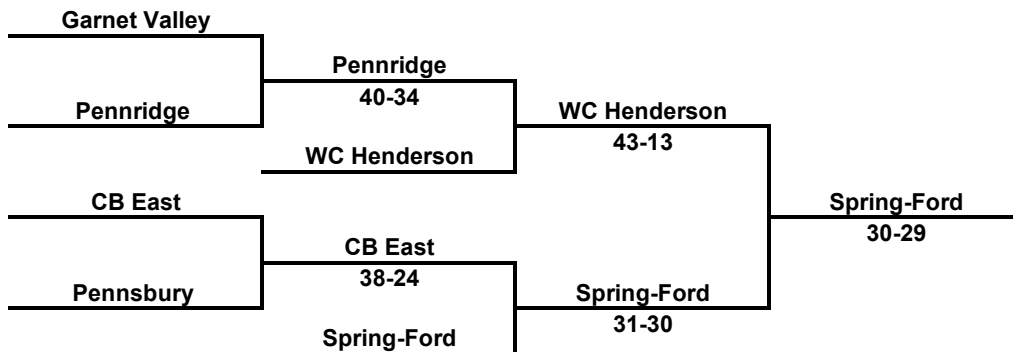 Garnet Valley
Pennridge
40-34
Pennridge
WC Henderson
43-13
WC Henderson
CB East
Spring-Ford
30-29
CB East
38-24
Pennsbury
Spring-Ford
31-30
Spring-Ford